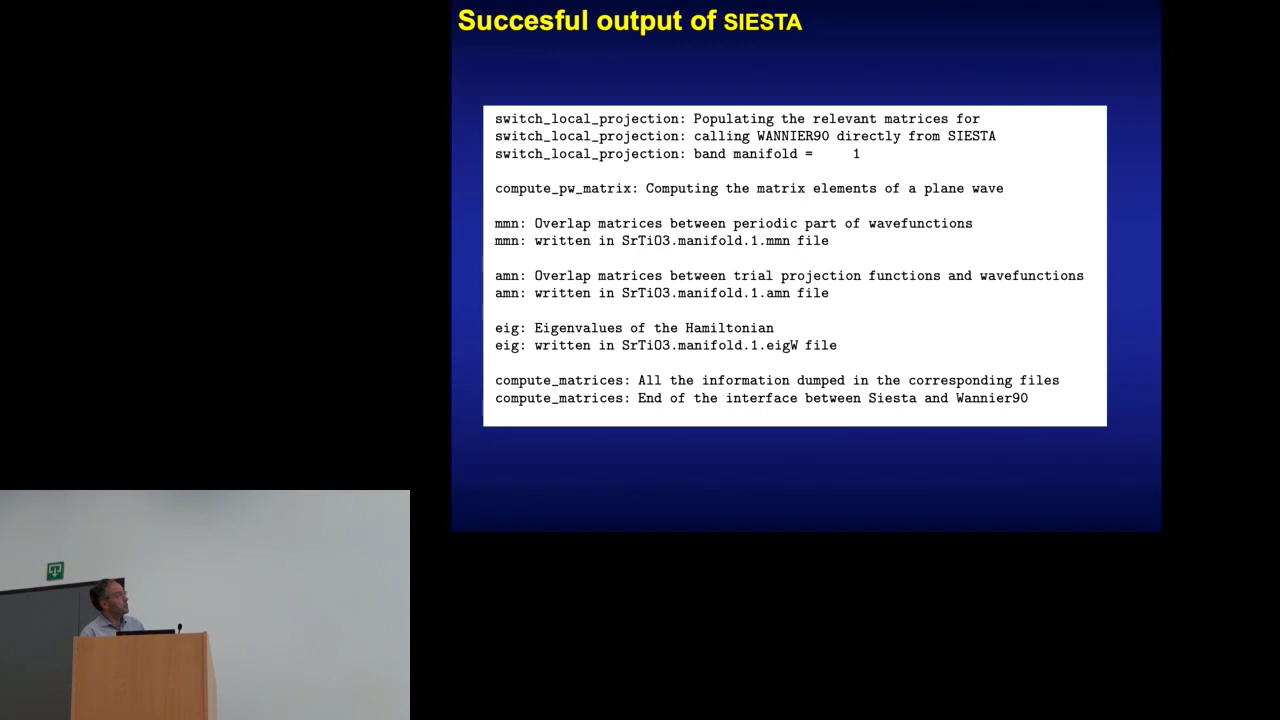 Succesful output of SIESTA
switch_local_projection: Populating the relevant matrices for
switch_local_projection: calling WANNIER90 directly from SIESTA
switch_local_projection: band manifold = 1
compute_pw_matrix: Computing the matrix elements of a plane wave
mmn: Overlap matrices between periodic part of wavefunctions
mmn: written in SrTiO3.manifold.1.mmn file
amn: Overlap matrices between trial projection functions and wavefunctions
amn: written in SrTiO3.manifold.1.amn file
eig: Eigenvalues of the Hamiltonian
eig: written in SrTiO3.manifold.1.eigW file
compute_matrices: All the information dumped in the corresponding files
compute_matrices: End of the interface between Siesta and Wannier90